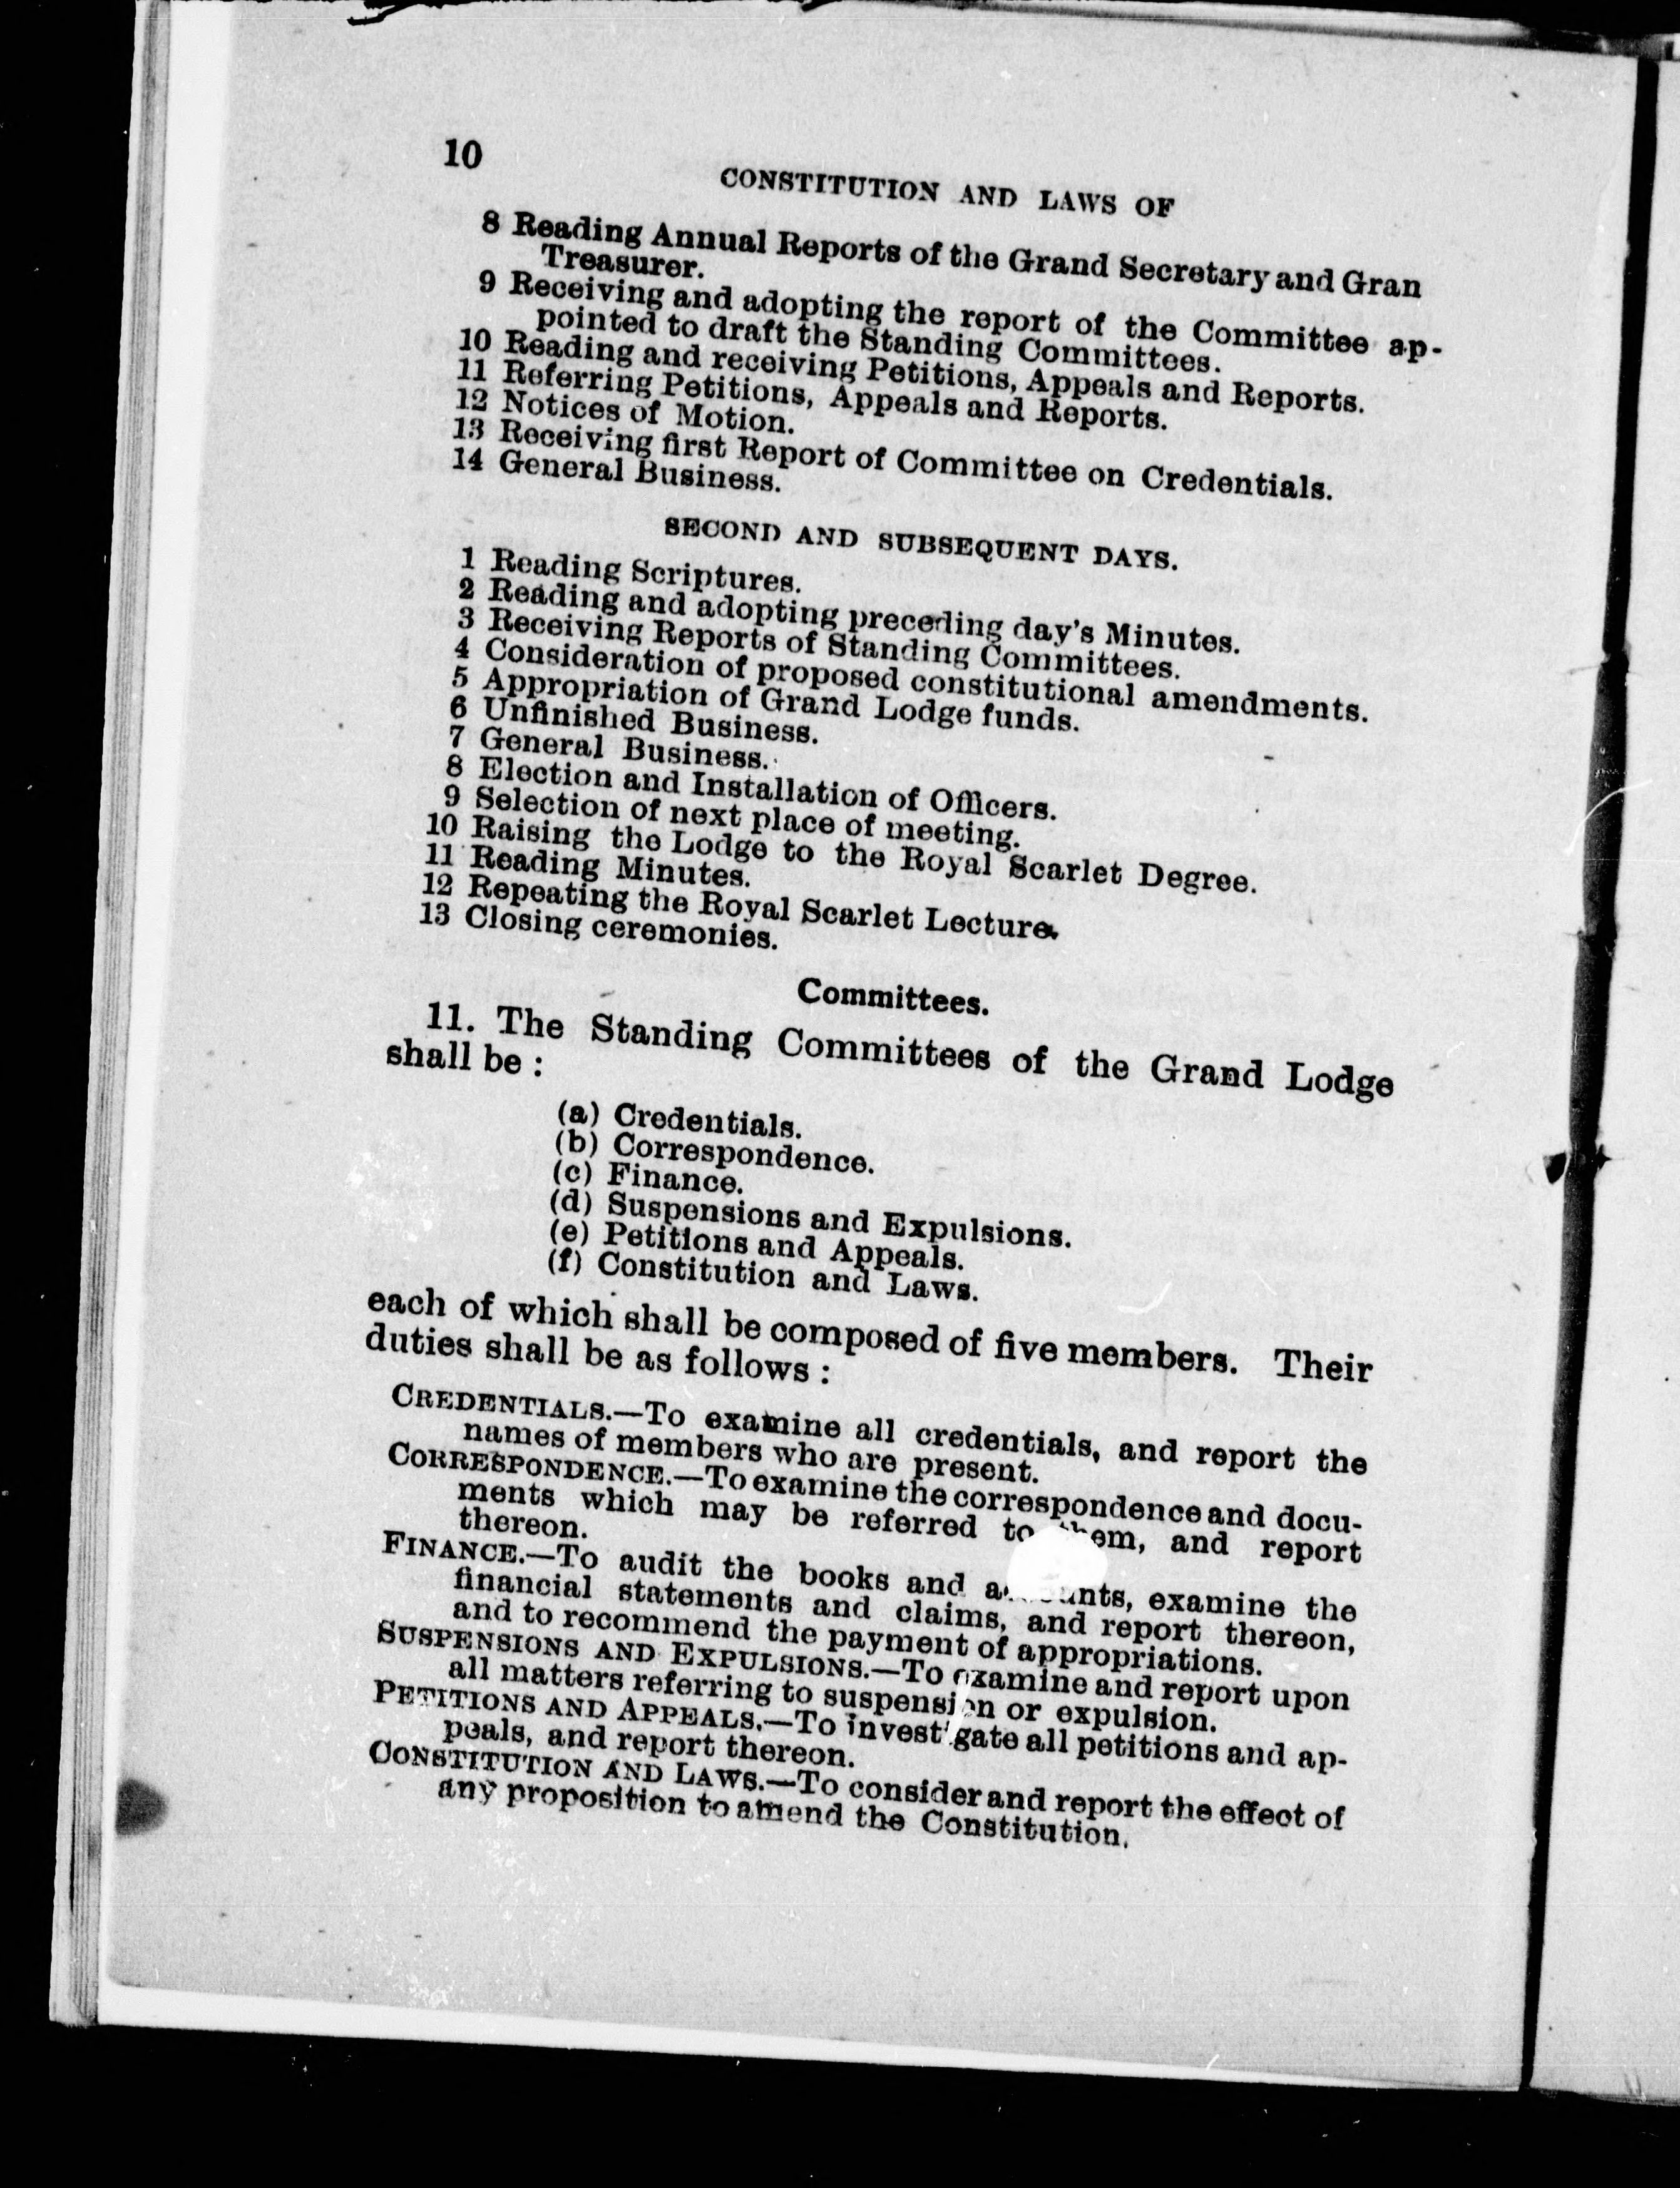 10
CONSTITUTION AND LAWS OF
8 Reading Annual Reports of the Grand Secretary and Gran
Treasurer.
9 Receiving and adopting the report of the Committee ap-
pointed to draft the Standing Committees.
10 Reading and receiving Petitions, Appeals and Reports.
11 Referring Petitions, Appeals and Reports.
12 Notices of Motion.
13 Receiving first Report of Committee on Credentials.
14 General Business.
SECOND AND SUBSEQUENT DAYS.
1 Reading Scriptures.
2 Reading and adopting preceding day's Minutes.
3 Receiving Reports of Standing Committees.
4 Consideration of proposed constitutional amendments.
5 Appropriation of Grand Lodge funds.
6 Unfinished Business.
7 General Business.
8 Election and Installation of Officers.
9 Selection of next place of meeting.
10 Raising the Lodge to the Royal Scarlet Degree.
11 Reading Minutes.
12 Repeating the Royal Scarlet Lecture.
13 Closing ceremonies.
Committees.
11. The Standing Committees of the Grand Lodge
shall be :
(a) Credentials.
(b) Correspondence.
(c) Finance.
(d) Suspensions and Expulsions.
(e) Petitions and Appeals.
(f) Constitution and Laws.
each of which shall be composed of five members. Their
duties shall be as follows :
CREDENTIALS.—To examine all credentials, and report the
names of members who are present.
CORRESPONDENCE.—To examine the correspondence and docu-
ments which may be referred to them, and report
thereon.
FINANCE.—To audit the books and examine the
financial statements and claims, and report thereon,
and to recommend the payment of appropriations.
SUSPENSIONS AND EXPULSIONS.—To examine and report upon
all matters referring to suspension or expulsion.
PETITIONS AND APPEALS.—To investigate all petitions and ap-
peals, and report thereon.
CONSTITUTION AND LAWS.—To consider and report the effect of
any proposition to amend the Constitution.